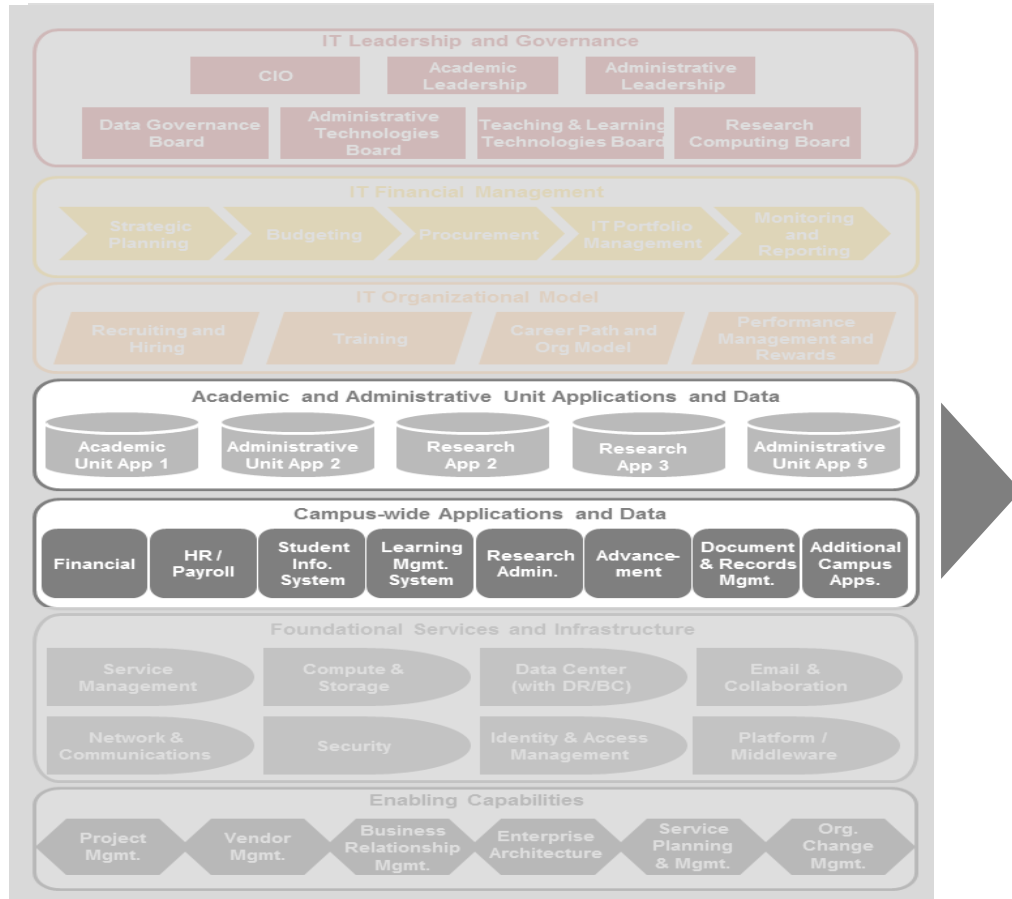 IT Leadership and Governance
CIO
Academic
Leadership
Administrative
Leadership
Data Governance
Board
Administrative
Technologies
Board
Teaching & Learning
Technologies Board
Research
Computing Board
IT Financial Management
Strategic
Planning
Budgeting
Procurement
IT Portfolio
Management
Monitoring
and
Reporting
IT Organizational Model
Recruiting and
Hiring
Training
Career Path and
Org Model
Performance
Management and
Rewards
Academic and Administrative Unit Applications and Data
Academic
Unit App 1
Administrative
Unit App 2
Research
App 2
Research
App 3
Administrative
Unit App 5
Campus-wide Applications and Data
Financial
HR /
Payroll
Student
Info.
System
Learning
Mgmt.
System
Research
Admin.
Advance-
ment
Document
& Records
Mgmt.
Additional
Campus
Apps.
Foundational Services and Infrastructure
Service
Management
Compute &
Storage
Data Center
(with DR/BC)
Email &
Collaboration
Network &
Communications
Security
Identity & Access
Management
Platform /
Middleware
Enabling Capabilities
Project
Mgmt.
Vendor
Mgmt.
Business
Relationship
Mgmt.
Enterprise
Architecture
Service
Planning
& Mgmt.
Org.
Change
Mgmt.